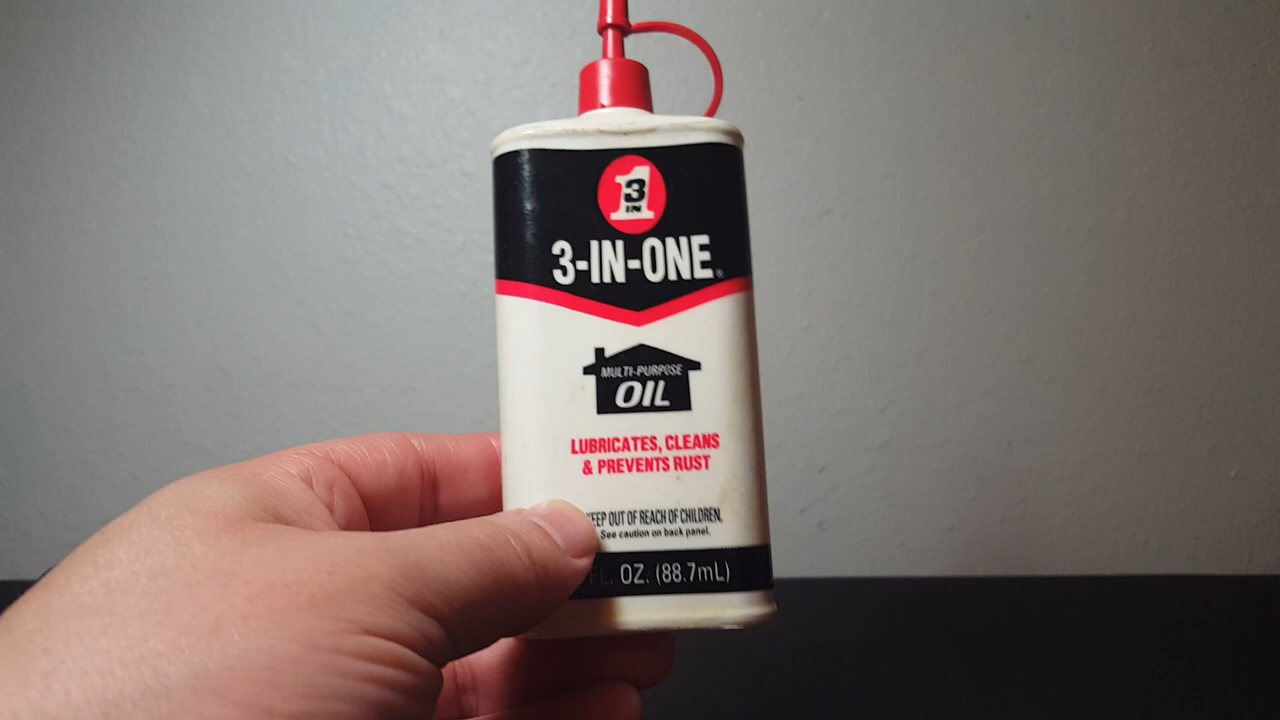 3
IN
1
3-IN-ONE®
MULTI-PURPOSE
OIL
LUBRICATES, CLEANS
& PREVENTS RUST
KEEP OUT OF REACH OF CHILDREN.
See caution on back panel.
FL. OZ. (88.7mL)